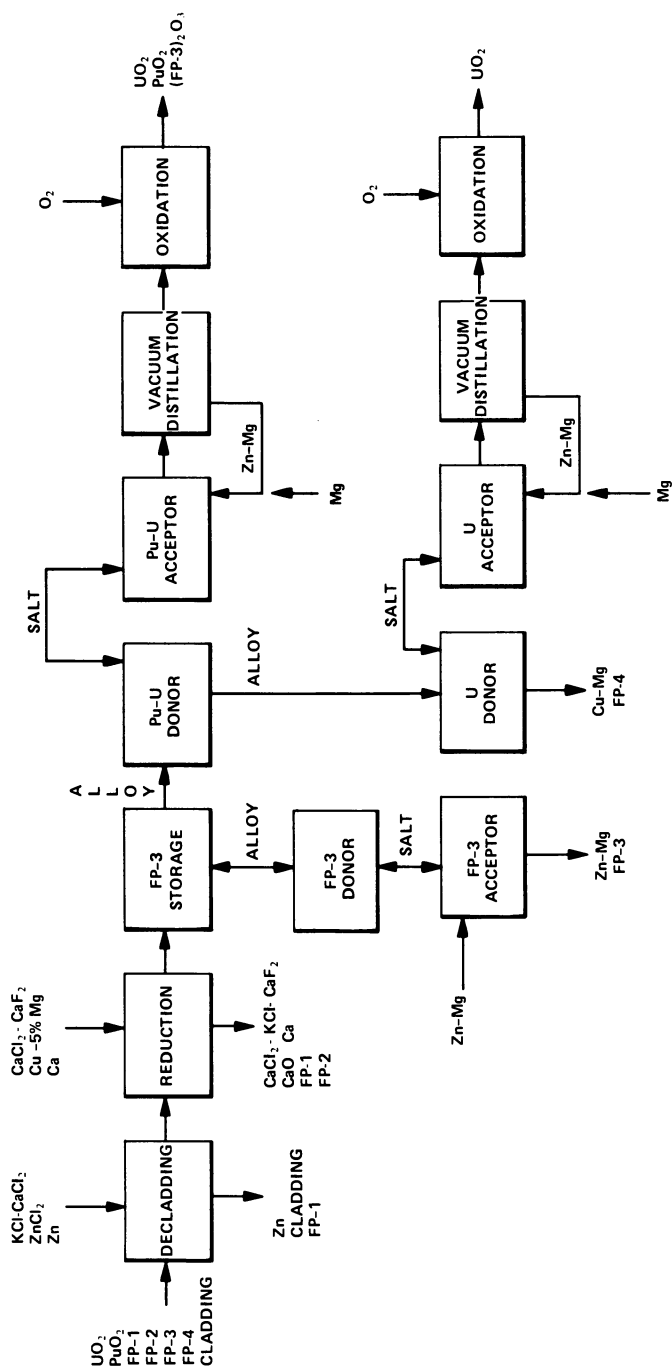 UO₂
PuO₂
FP-1
FP-2
FP-3
FP-4
CLADDING
KCl-CaCl₂
ZnCl₂
Zn
DECLADDING
Zn
CLADDING
FP-1
CaCl₂ - CaF₂
Cu -5% Mg
Ca
REDUCTION
CaCl₂ - KCl- CaF₂
CaO Ca
FP-1 FP-2
FP-3
STORAGE
ALLOY
ALLOY
FP-3
DONOR
SALT
Zn-Mg
FP-3
ACCEPTOR
Zn-Mg
FP-3
Pu-U
DONOR
SALT
Pu-U
ACCEPTOR
Zn-Mg
Mg
VACUUM
DISTILLATION
O₂
OXIDATION
UO₂
PuO₂
(FP-3)₂O₃
ALLOY
U
DONOR
Cu-Mg
FP-4
SALT
U
ACCEPTOR
Zn-Mg
Mg
VACUUM
DISTILLATION
O₂
OXIDATION
UO₂